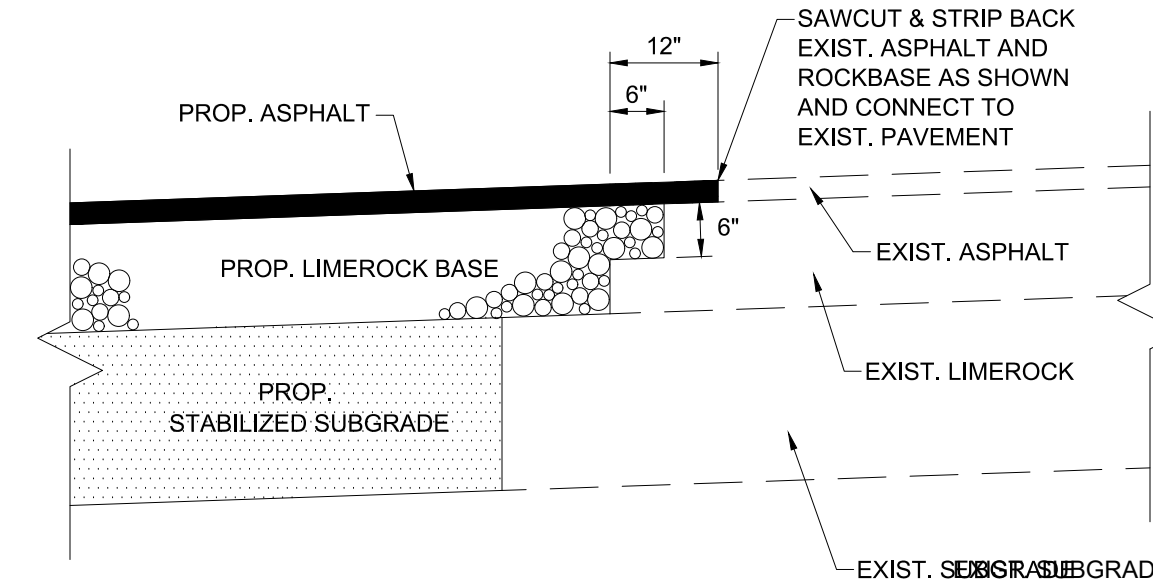 SAWCUT & STRIP BACK
EXIST. ASPHALT AND
ROCKBASE AS SHOWN
AND CONNECT TO
EXIST. PAVEMENT
12"
6"
PROP. ASPHALT
6"
EXIST. ASPHALT
PROP. LIMEROCK BASE
EXIST. LIMEROCK
PROP.
STABILIZED SUBGRADE
EXIST.